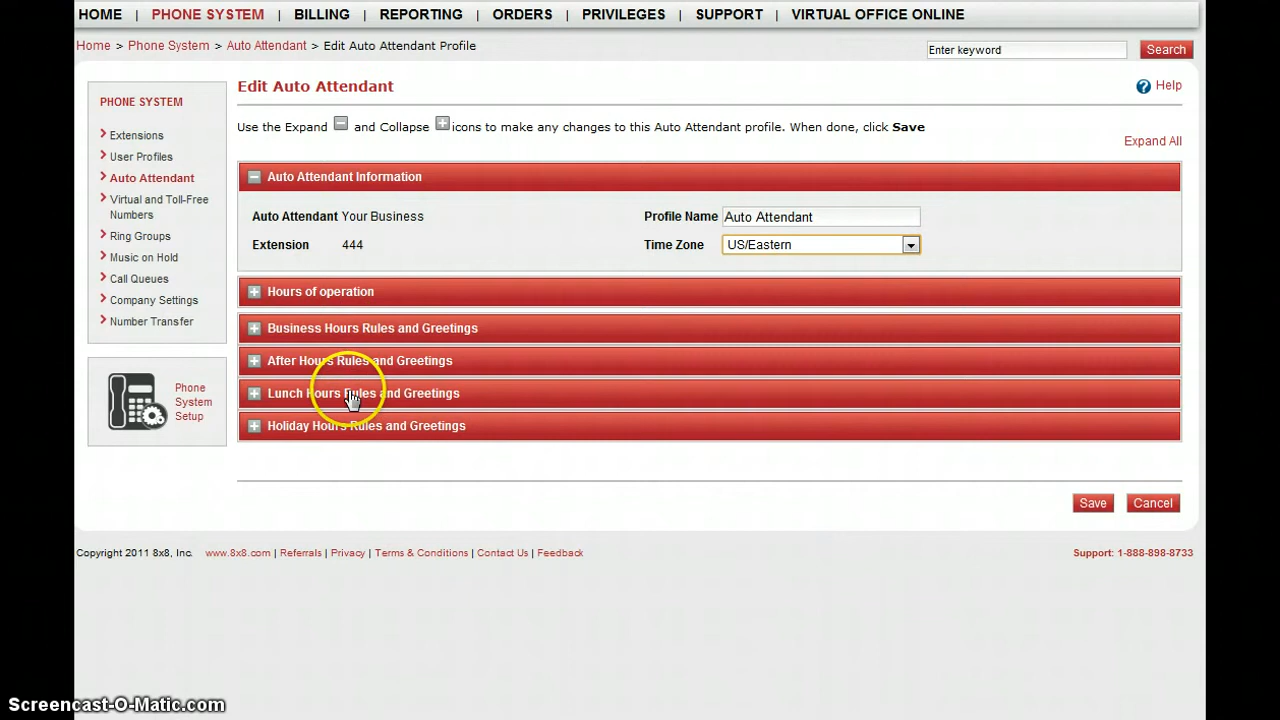 HOME | PHONE SYSTEM | BILLING | REPORTING | ORDERS | PRIVILEGES | SUPPORT | VIRTUAL OFFICE ONLINE
Home > Phone System > Auto Attendant > Edit Auto Attendant Profile
Enter keyword
Search
PHONE SYSTEM
Extensions
User Profiles
Auto Attendant
Virtual and Toll-Free
Numbers
Ring Groups
Music on Hold
Call Queues
Company Settings
Number Transfer
Phone
System
Setup
Edit Auto Attendant
Help
Use the Expand and Collapse icons to make any changes to this Auto Attendant profile. When done, click Save
Expand All
Auto Attendant Information
Auto Attendant Your Business
Profile Name Auto Attendant
Extension 444
Time Zone US/Eastern
Hours of operation
Business Hours Rules and Greetings
After Hours Rules and Greetings
Lunch Hours Rules and Greetings
Holiday Hours Rules and Greetings
Save
Cancel
Copyright 2011 8x8, Inc. www.8x8.com | Referrals | Privacy | Terms & Conditions | Contact Us | Feedback
Support: 1-888-898-8733
Screencast-O-Matic.com